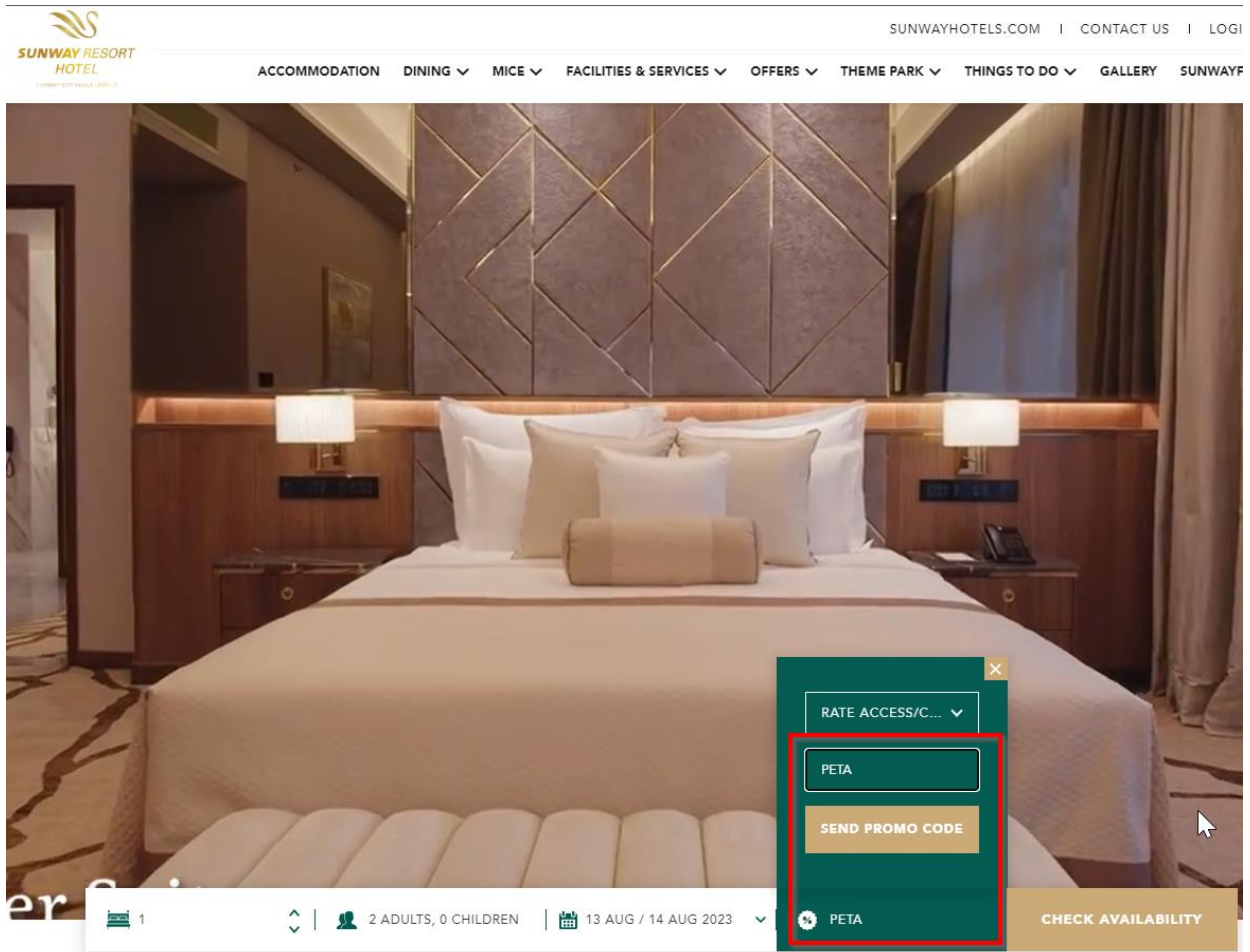 SUNWAYHOTELS.COM | CONTACT US | LOGI
SUNWAY RESORT
HOTEL
ACCOMMODATION DINING MICE FACILITIES & SERVICES OFFERS THEME PARK THINGS TO DO GALLERY SUNWAYF
RATE ACCESS/C...
PETA
SEND PROMO CODE
er
1 2 ADULTS, 0 CHILDREN 13 AUG / 14 AUG 2023 PETA CHECK AVAILABILITY